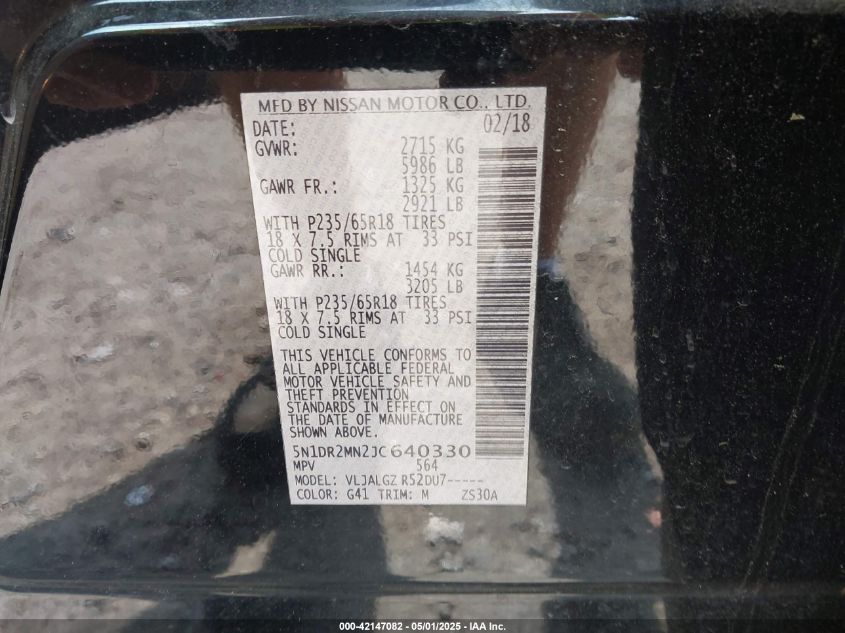 MFD BY NISSAN MOTOR CO., LTD.
DATE: 02/18
GVWR: 2715 KG
5986 LB
GAWR FR.: 1325 KG
2921 LB
WITH P235/65R18 TIRES
18 X 7.5 RIMS AT 33 PSI
COLD SINGLE
GAWR RR.: 1454 KG
3205 LB
WITH P235/65R18 TIRES
18 X 7.5 RIMS AT 33 PSI
COLD SINGLE
THIS VEHICLE CONFORMS TO
ALL APPLICABLE FEDERAL
MOTOR VEHICLE SAFETY AND
THEFT PREVENTION
STANDARDS IN EFFECT ON
THE DATE OF MANUFACTURE
SHOWN ABOVE.
5N1DR2MN2JC640330
MPV 564
MODEL: VLJALGZ R52DU7-----
COLOR: G41 TRIM: M ZS30A
000-42147082 - 05/01/2025 - IAA Inc.